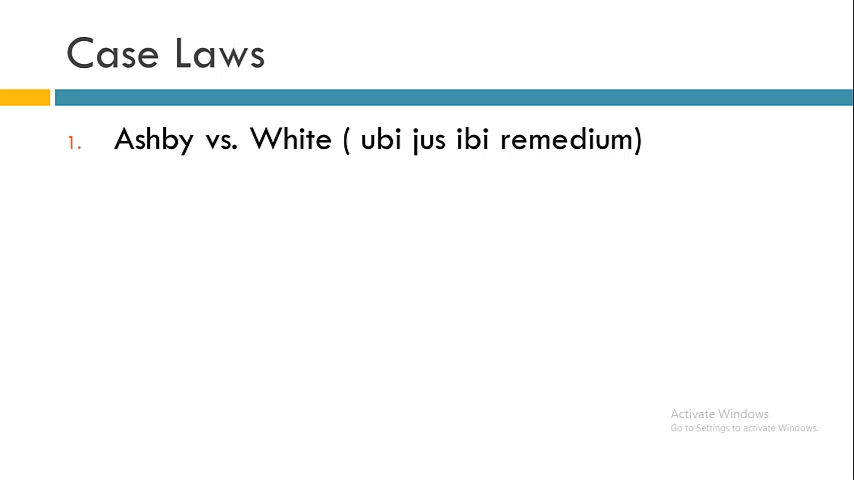 Case Laws
1. Ashby vs. White ( ubi jus ibi remedium)
Activate Windows
Go to Settings to activate Windows.